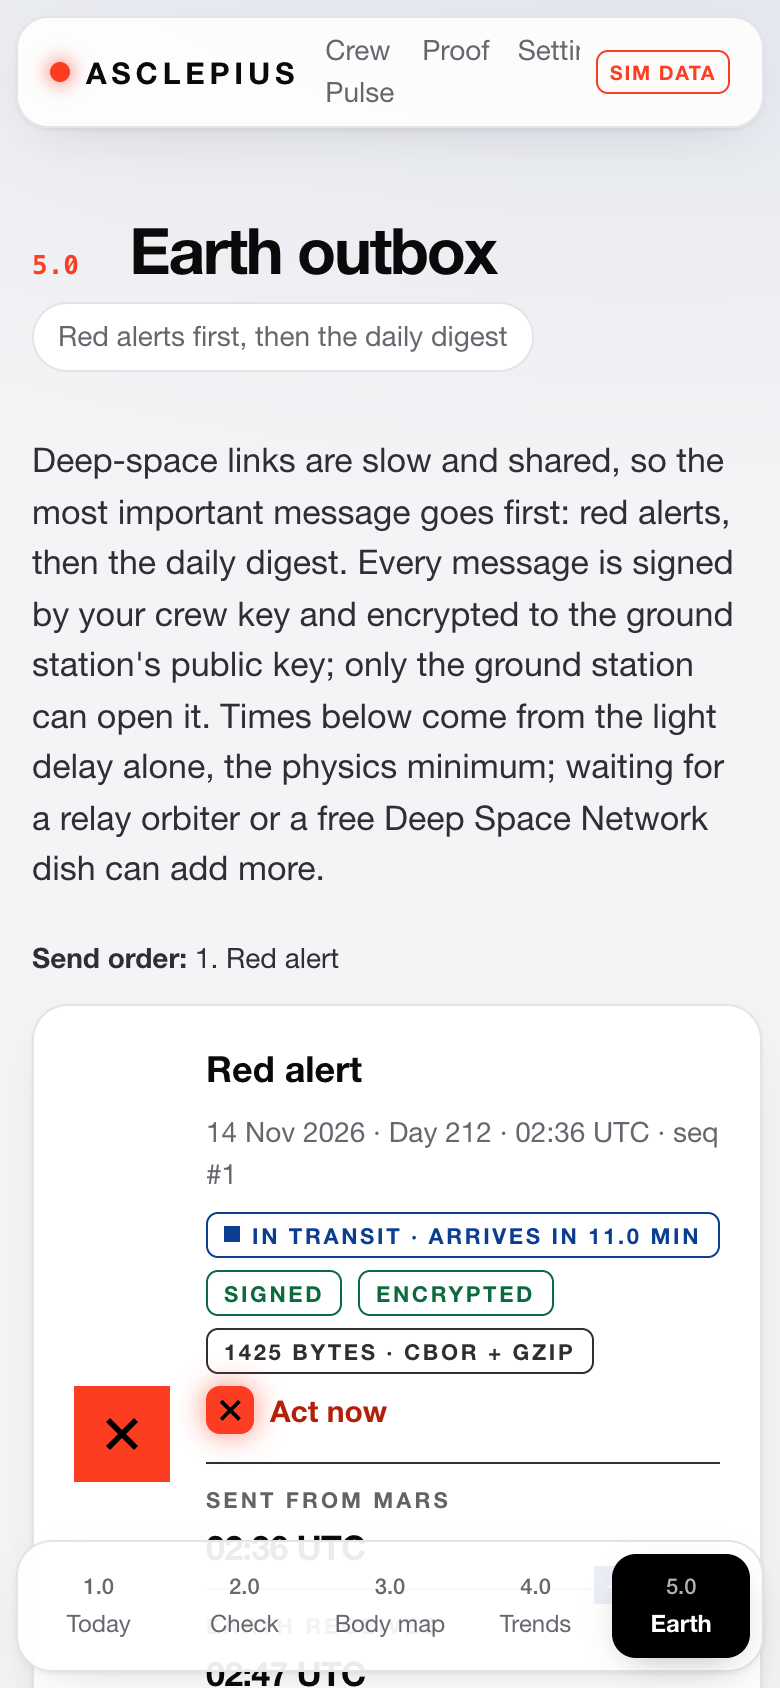 ASCLEPIUS
Crew Pulse
Proof
SIM DATA
5.0
Earth outbox
Red alerts first, then the daily digest
Deep-space links are slow and shared, so the
most important message goes first: red alerts,
then the daily digest. Every message is signed
by your crew key and encrypted to the ground
station's public key; only the ground station
can open it. Times below come from the light
delay alone, the physics minimum; waiting for
a relay orbiter or a free Deep Space Network
dish can add more.
Send order: 1. Red alert
Red alert
14 Nov 2026 · Day 212 · 02:36 UTC · seq
#1
IN TRANSIT · ARRIVES IN 11.0 MIN
SIGNED
ENCRYPTED
1425 BYTES · CBOR + GZIP
Act now
SENT FROM MARS
02:36 UTC
1.0
Today
2.0
Check
3.0
Body map
4.0
Trends
5.0
Earth
02:47 UTC